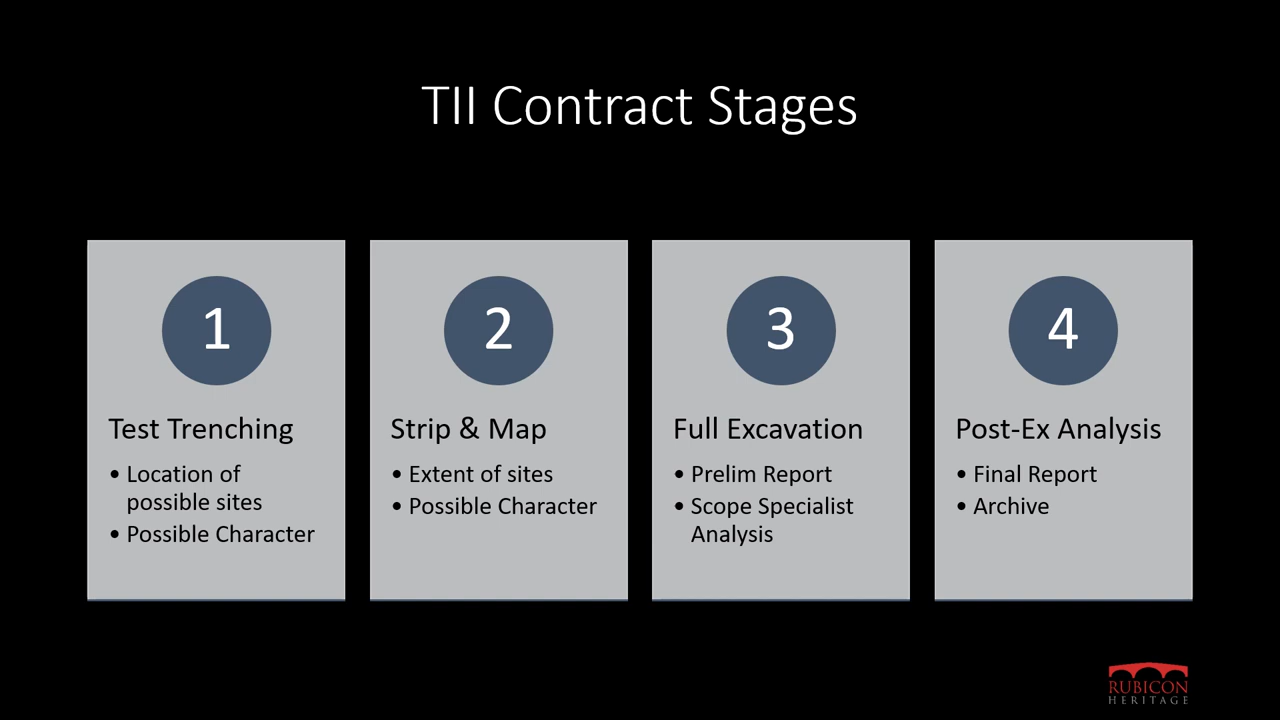 TII Contract Stages
1
Test Trenching
• Location of
possible sites
• Possible Character
2
Strip & Map
• Extent of sites
• Possible Character
3
Full Excavation
• Prelim Report
• Scope Specialist
Analysis
4
Post-Ex Analysis
• Final Report
• Archive
RUBICON
HERITAGE